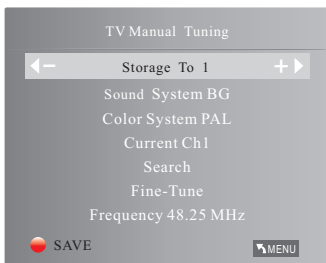 TV Manual Tuning
Storage To 1
Sound System BG
Color System PAL
Current Ch1
Search
Fine-Tune
Frequency 48.25 MHz
SAVE
MENU